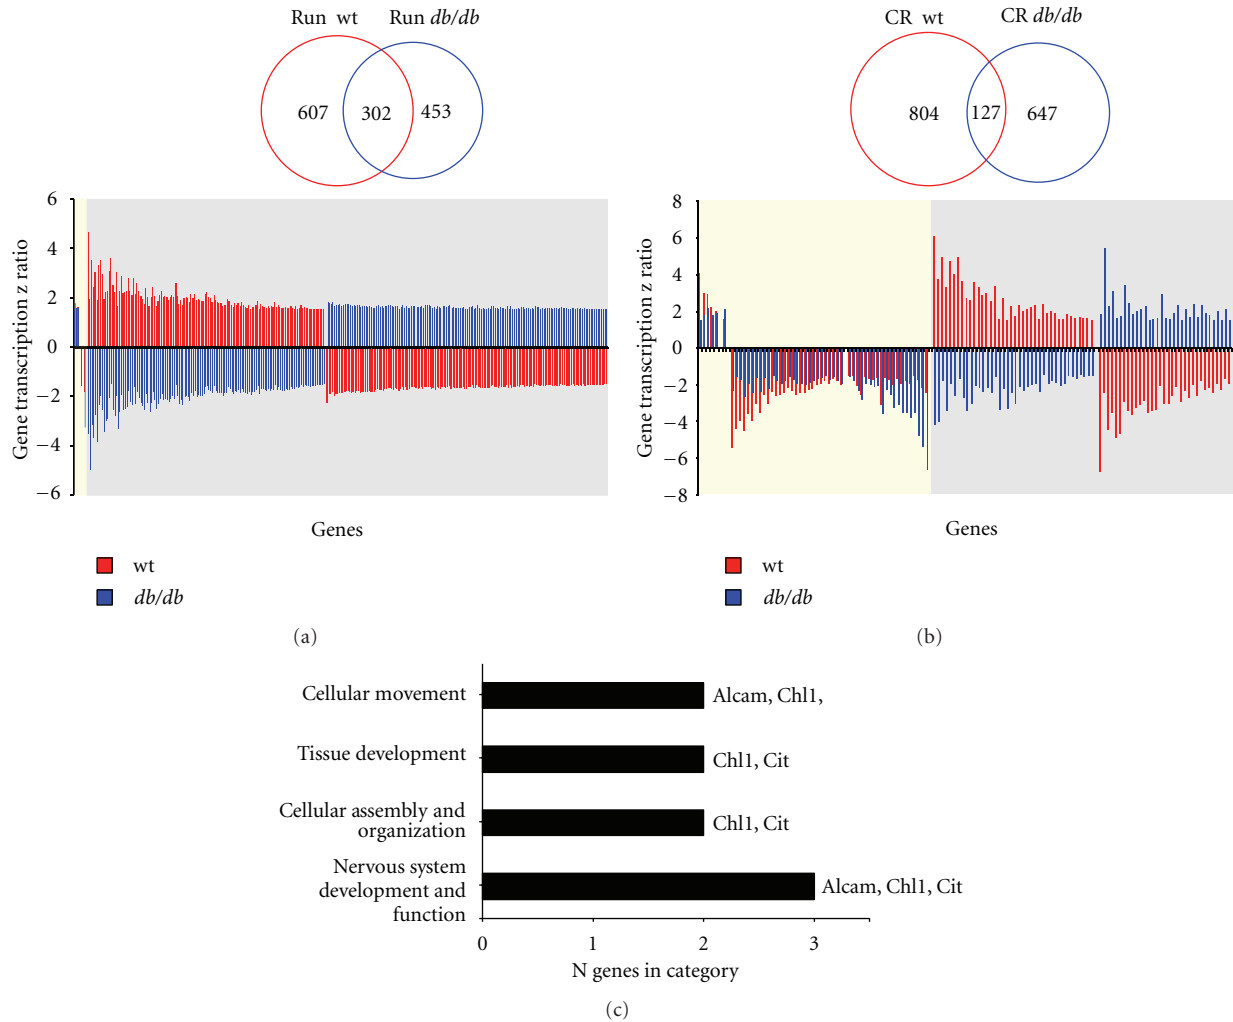 Run wt
Run db/db
607
302
453
6
4
2
0
−2
−4
−6
Gene transcription z ratio
Genes
wt
db/db
(a)
CR wt
CR db/db
804
127
647
8
6
4
2
0
−2
−4
−6
−8
Gene transcription z ratio
Genes
wt
db/db
(b)
Cellular movement
Alcam, Chl1,
Tissue development
Chl1, Cit
Cellular assembly and
organization
Chl1, Cit
Nervous system
development and
function
Alcam, Chl1, Cit
0
1
2
3
N genes in category
(c)